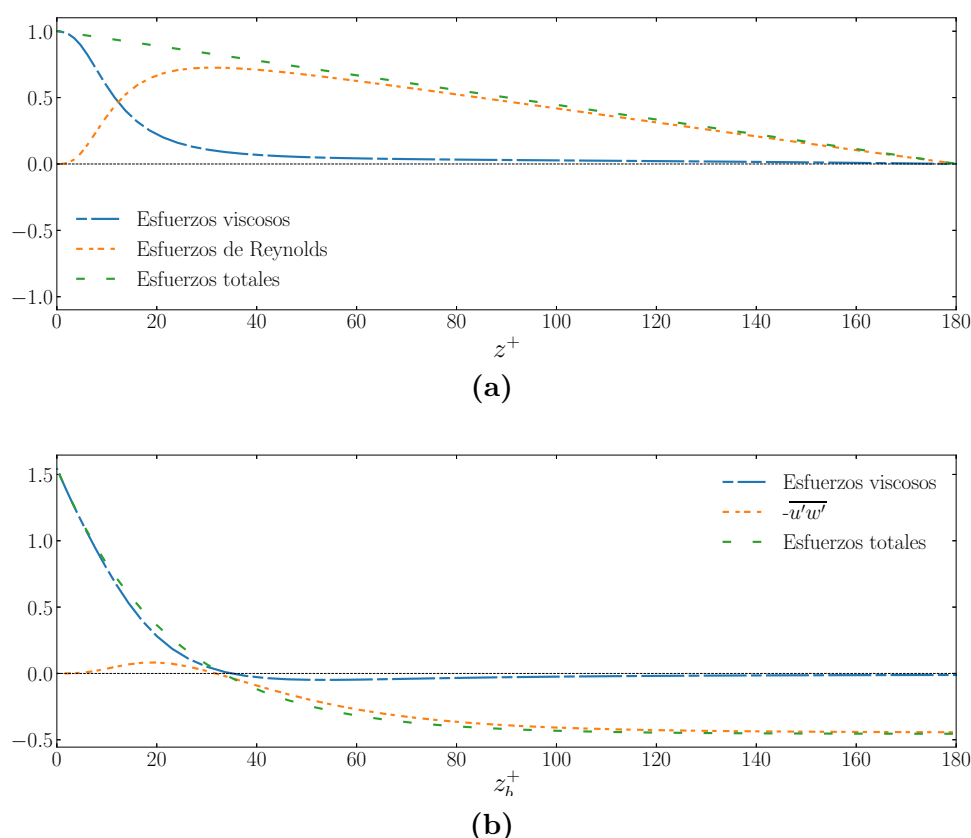 1.0
0.5
0.0
−0.5
−1.0
Esfuerzos viscosos
Esfuerzos de Reynolds
Esfuerzos totales
0 20 40 60 80 100 120 140 160 180
z⁺
(a)
1.5
1.0
0.5
0.0
−0.5
Esfuerzos viscosos
-u′w′
Esfuerzos totales
0 20 40 60 80 100 120 140 160 180
z_b⁺
(b)